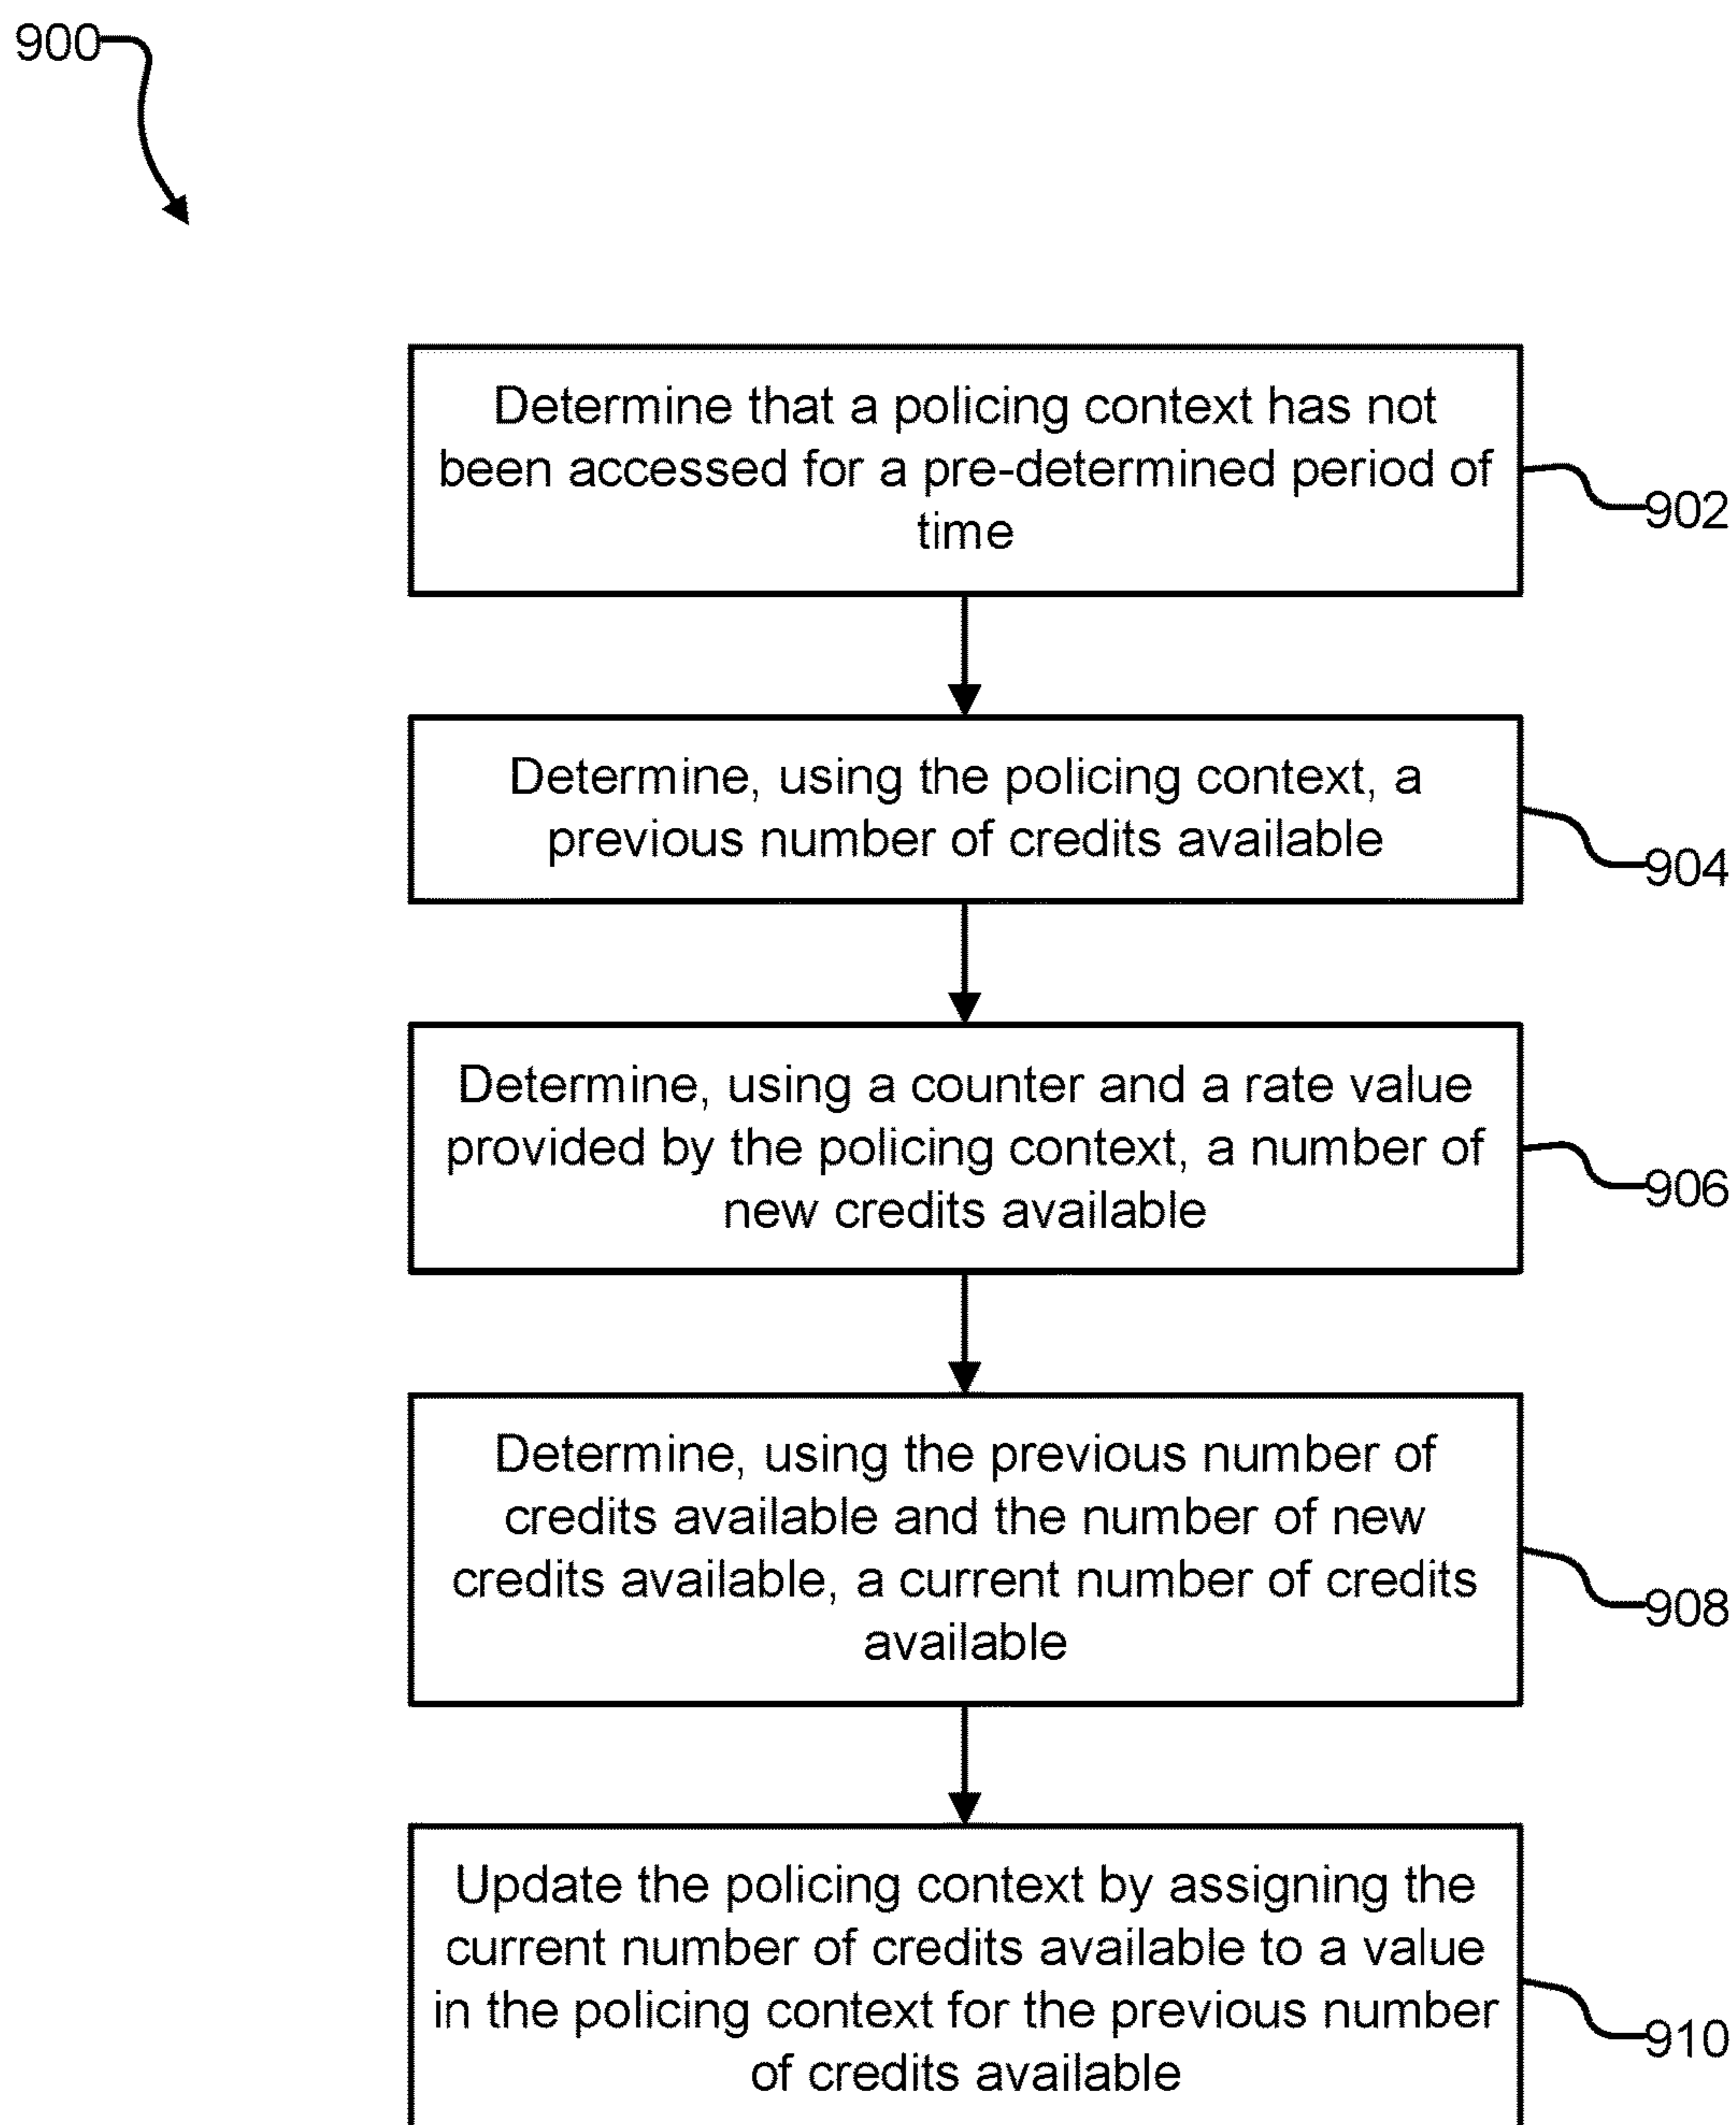 900
Determine that a policing context has not
been accessed for a pre-determined period of
time
902
Determine, using the policing context, a
previous number of credits available
904
Determine, using a counter and a rate value
provided by the policing context, a number of
new credits available
906
Determine, using the previous number of
credits available and the number of new
credits available, a current number of credits
available
908
Update the policing context by assigning the
current number of credits available to a value
in the policing context for the previous number
of credits available
910